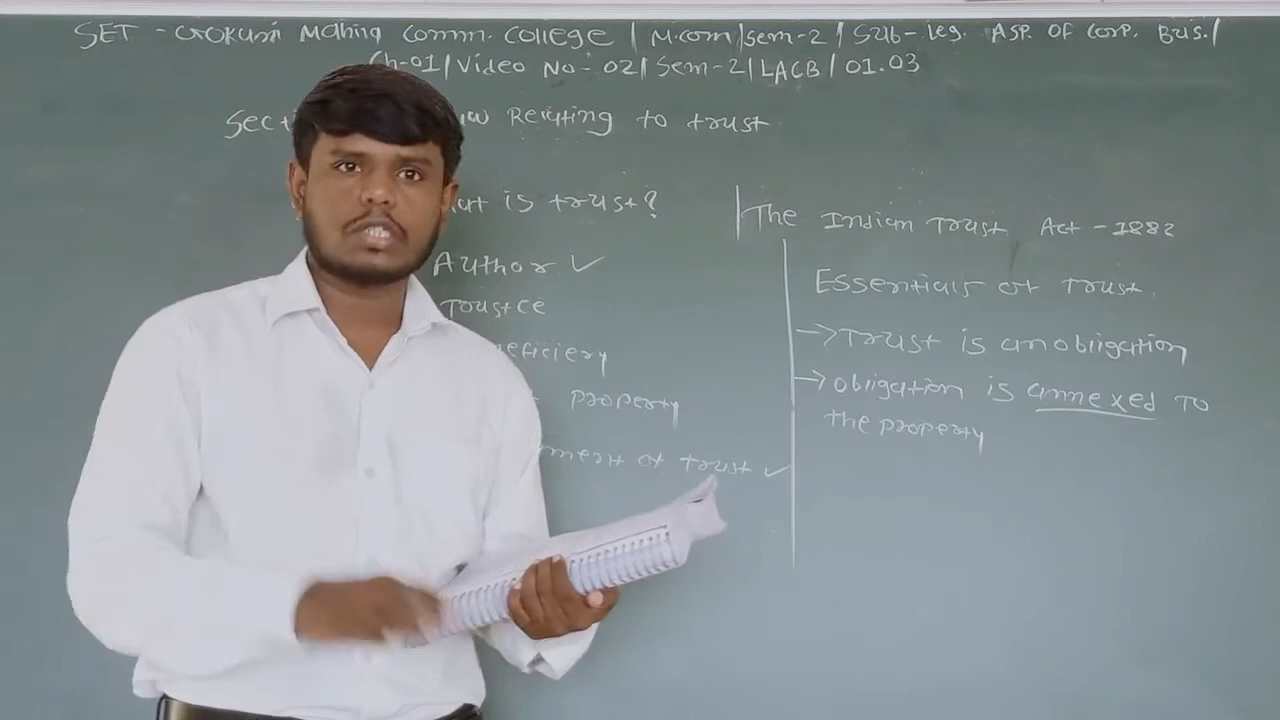 SET - Gokuni Mahila Comm. College | M.com | sem-2 | Sub- Leg. ASP. OF Corp. Bus. |
Ch-01 | Video No- 02 | Sem-2 | LACB | 01.03
Relating to trust
is trust?
Author ✓
Trustee
property
of trust ✓
The Indian Trust Act - 1882
Essentials of Trust
→ Trust is an obligation
→ obligation is annexed to
the property